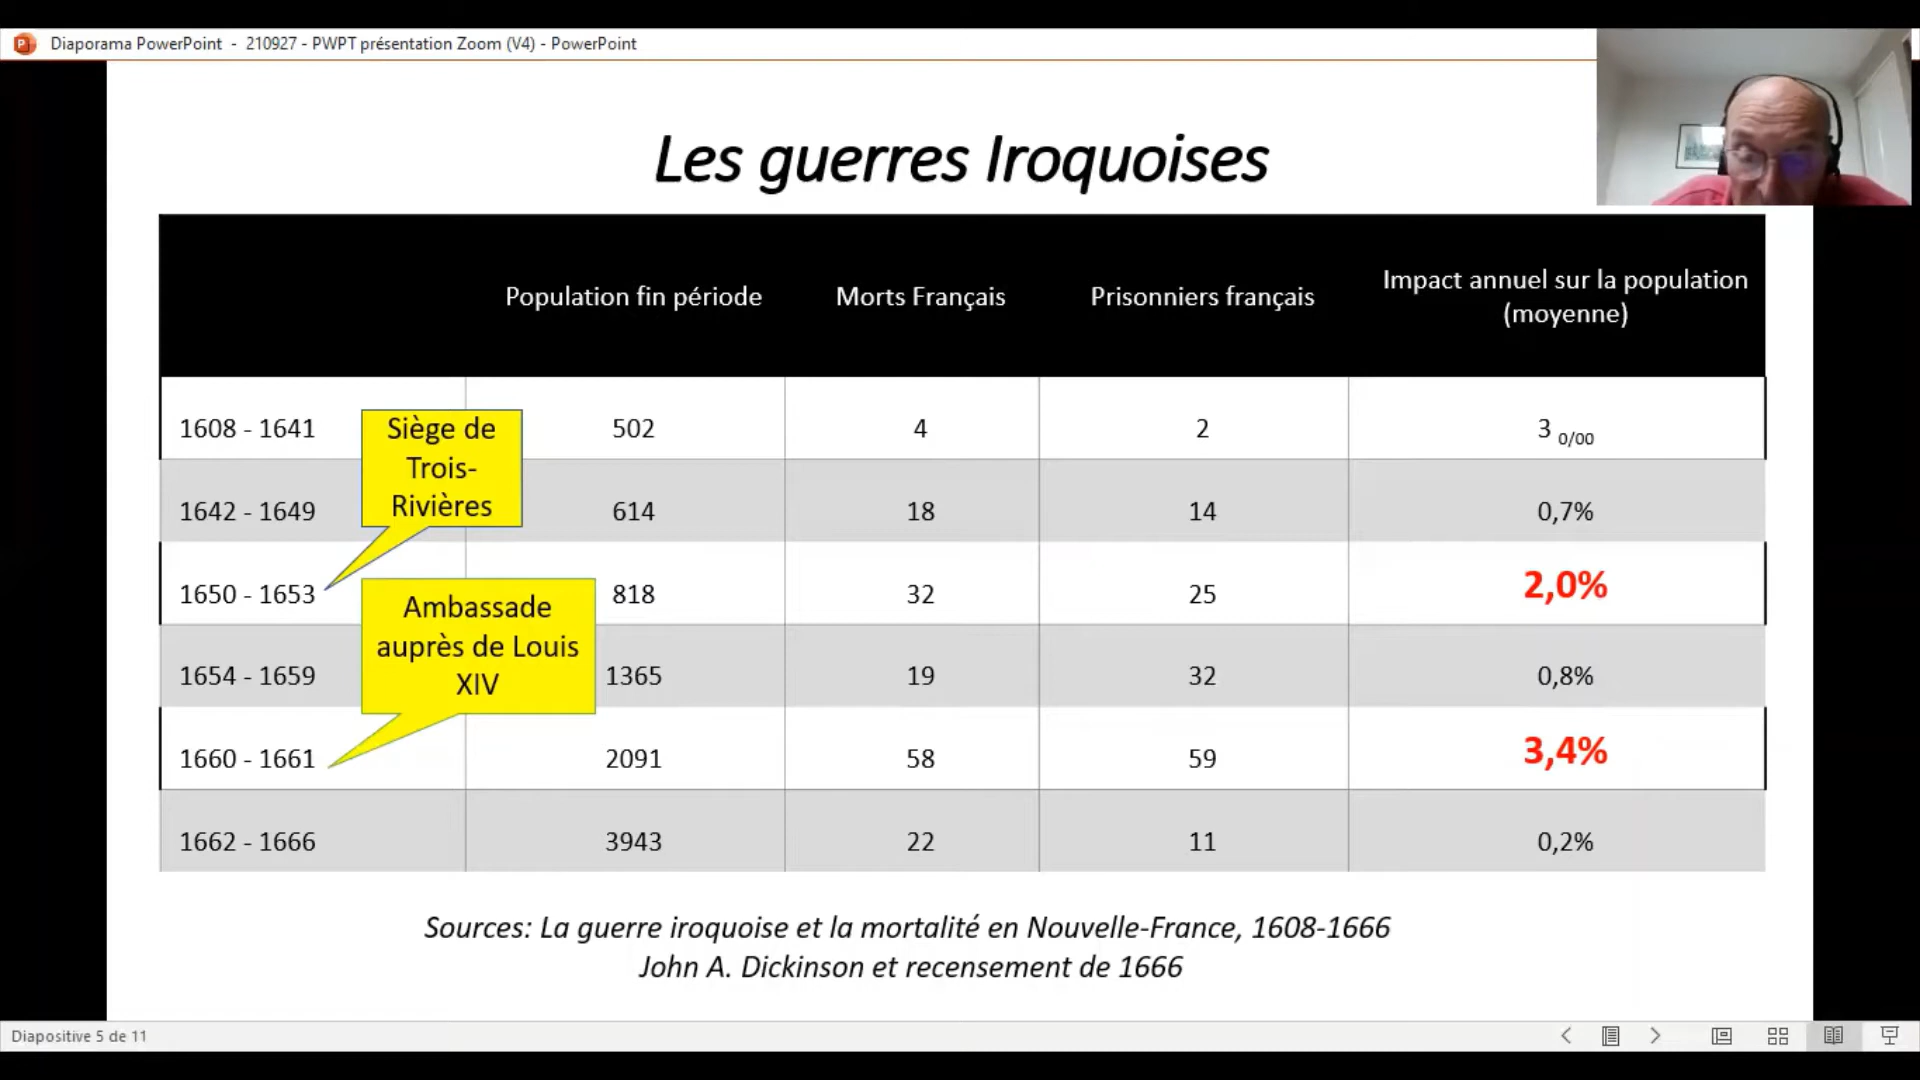 Diaporama PowerPoint - 210927 - PWPT présentation Zoom (V4) - PowerPoint
Les guerres Iroquoises
Population fin période Morts Français Prisonniers français Impact annuel sur la population
(moyenne)
1608 - 1641 502 4 2 3 0/00
Siège de
Trois-
Rivières
1642 - 1649 614 18 14 0,7%
1650 - 1653 818 32 25 2,0%
Ambassade
auprès de Louis
XIV
1654 - 1659 1365 19 32 0,8%
1660 - 1661 2091 58 59 3,4%
1662 - 1666 3943 22 11 0,2%
Sources: La guerre iroquoise et la mortalité en Nouvelle-France, 1608-1666
John A. Dickinson et recensement de 1666
Diapositive 5 de 11